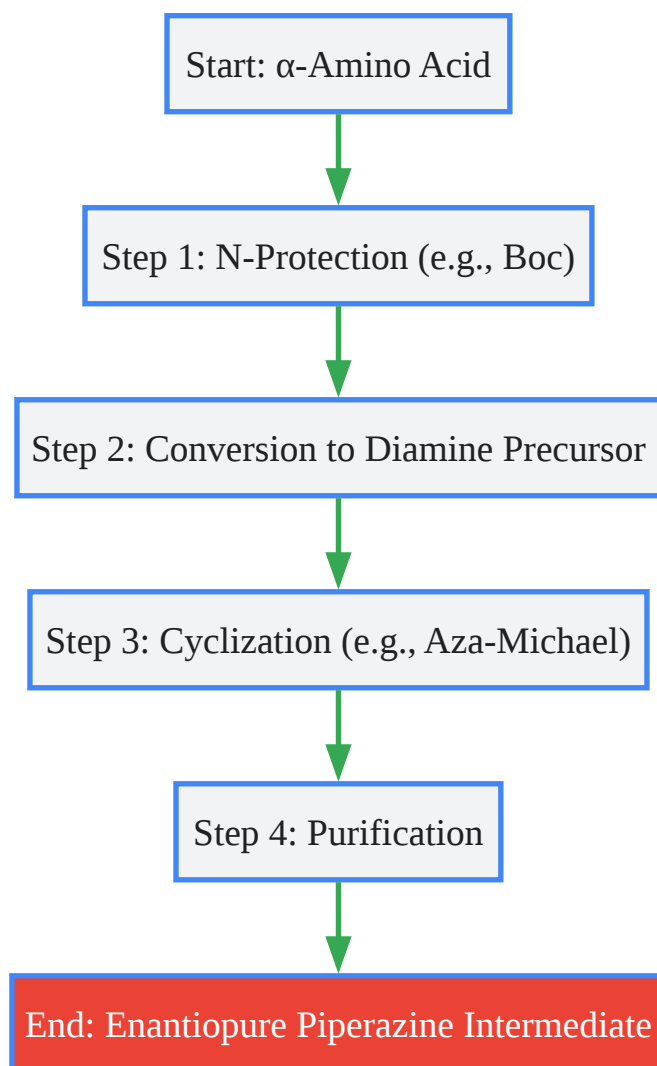 Start: α-Amino Acid
Step 1: N-Protection (e.g., Boc)
Step 2: Conversion to Diamine Precursor
Step 3: Cyclization (e.g., Aza-Michael)
Step 4: Purification
End: Enantiopure Piperazine Intermediate